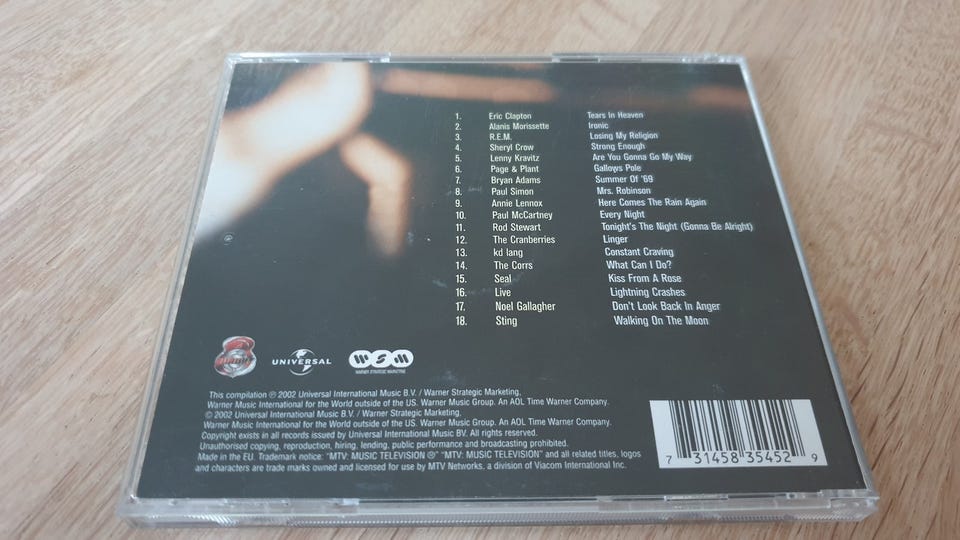 1. Eric Clapton Tears In Heaven
2. Alanis Morissette Ironic
3. R.E.M. Losing My Religion
4. Sheryl Crow Strong Enough
5. Lenny Kravitz Are You Gonna Go My Way
6. Page & Plant Gallows Pole
7. Bryan Adams Summer Of '69
8. Paul Simon Mrs. Robinson
9. Annie Lennox Here Comes The Rain Again
10. Paul McCartney Every Night
11. Rod Stewart Tonight's The Night (Gonna Be Alright)
12. The Cranberries Linger
13. kd lang Constant Craving
14. The Corrs What Can I Do?
15. Seal Kiss From A Rose
16. Live Lightning Crashes
17. Noel Gallagher Don't Look Back In Anger
18. Sting Walking On The Moon
UNIVERSAL
WSM
WARNER STRATEGIC MARKETING
This compilation ℗ 2002 Universal International Music B.V. / Warner Strategic Marketing,
Warner Music International for the World outside of the US. Warner Music Group. An AOL Time Warner Company.
© 2002 Universal International Music B.V. / Warner Strategic Marketing,
Warner Music International for the World outside of the US. Warner Music Group. An AOL Time Warner Company.
Copyright exists in all records issued by Universal International Music BV. All rights reserved.
Unauthorised copying, reproduction, hiring, lending, public performance and broadcasting prohibited.
Made in the EU. Trademark notice: "MTV: MUSIC TELEVISION ®" "MTV: MUSIC TELEVISION" and all related titles, logos
and characters are trade marks owned and licensed for use by MTV Networks, a division of Viacom International Inc.
7 31458 35452 9